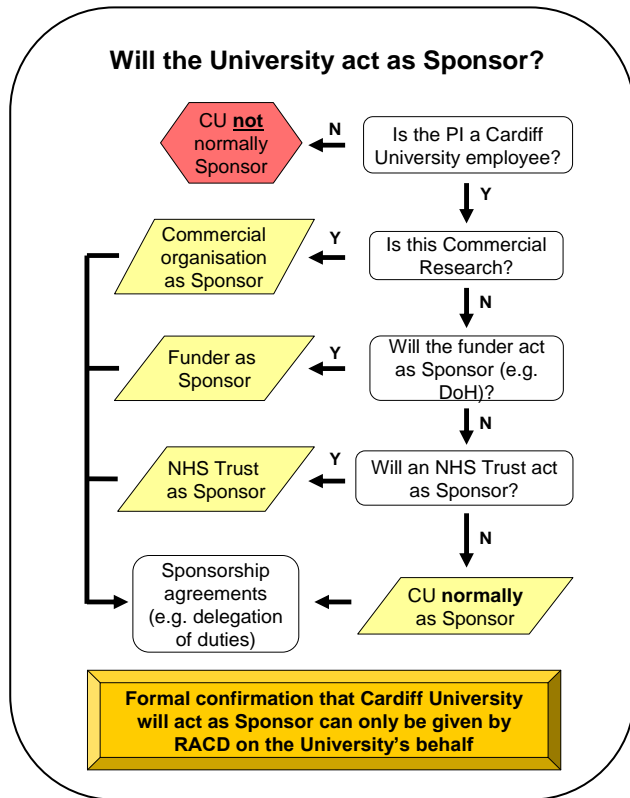 Will the University act as Sponsor?
CU not
normally
Sponsor
N
Is the PI a Cardiff
University employee?
Y
Commercial
organisation
as Sponsor
Y
Is this Commercial
Research?
N
Funder as
Sponsor
Y
Will the funder act
as Sponsor (e.g.
DoH)?
N
NHS Trust
as Sponsor
Y
Will an NHS Trust act
as Sponsor?
N
Sponsorship
agreements
(e.g. delegation
of duties)
CU normally
as Sponsor
Formal confirmation that Cardiff University
will act as Sponsor can only be given by
RACD on the University’s behalf